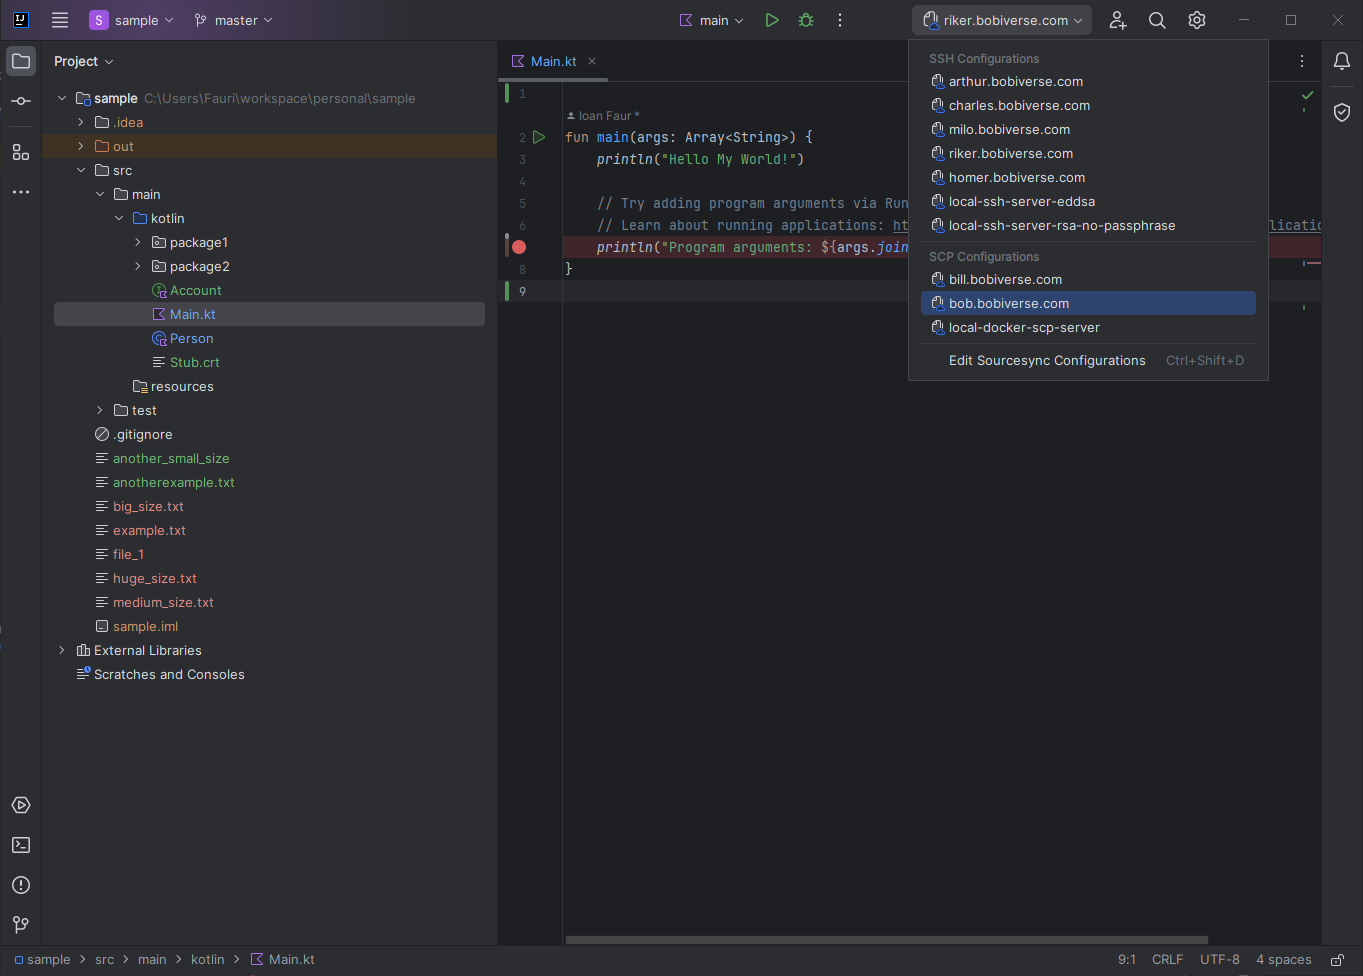 S sample master main riker.bobiverse.com
Project
sample C:\Users\Fauri\workspace\personal\sample
.idea
out
src
main
kotlin
package1
package2
Account
Main.kt
Person
Stub.crt
resources
test
.gitignore
another_small_size
anotherexample.txt
big_size.txt
example.txt
file_1
huge_size.txt
medium_size.txt
sample.iml
External Libraries
Scratches and Consoles
Main.kt
1
Ioan Faur *
2 fun main(args: Array<String>) {
3 println("Hello My World!")
4
5 // Try adding program arguments via Run
6 // Learn about running applications: ht licatio
println("Program arguments: ${args.join
8 }
9
SSH Configurations
arthur.bobiverse.com
charles.bobiverse.com
milo.bobiverse.com
riker.bobiverse.com
homer.bobiverse.com
local-ssh-server-eddsa
local-ssh-server-rsa-no-passphrase
SCP Configurations
bill.bobiverse.com
bob.bobiverse.com
local-docker-scp-server
Edit Sourcesync Configurations Ctrl+Shift+D
sample > src > main > kotlin > Main.kt
9:1 CRLF UTF-8 4 spaces